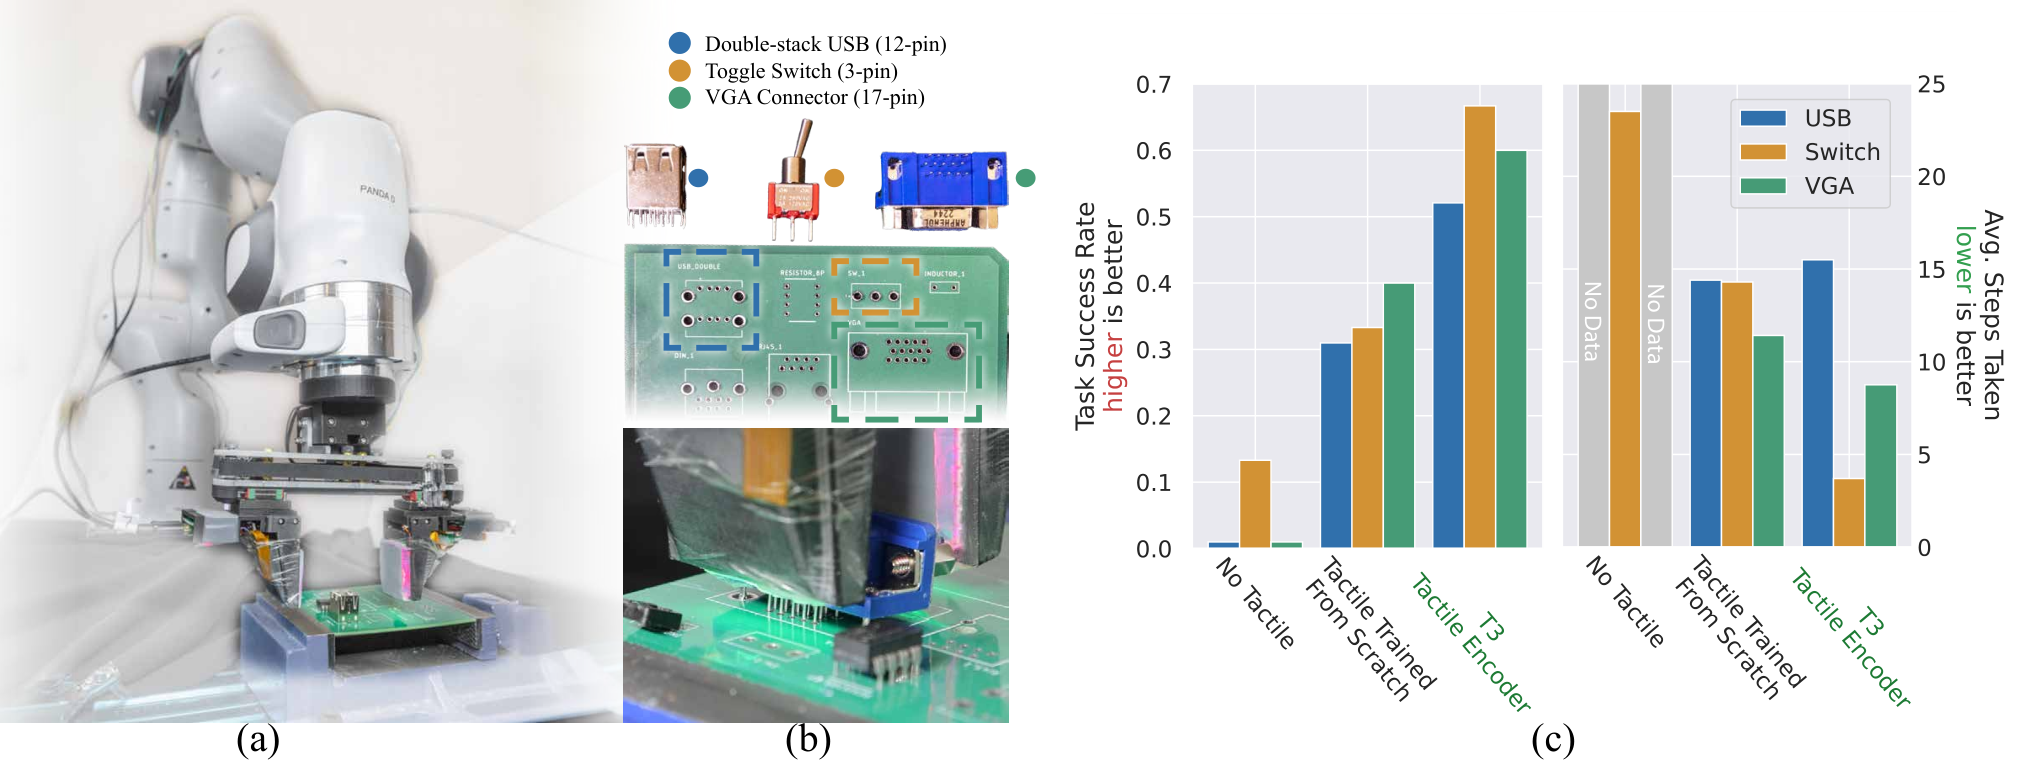 Double-stack USB (12-pin)
Toggle Switch (3-pin)
VGA Connector (17-pin)
PANDA
AMPHENOL
2244
USB_DOUBLE
RESISTOR_8P
SW_1
INDUCTOR_1
VGA
DIN_1
RJ45_1
(a)
(b)
Task Success Rate
higher is better
0.7
0.6
0.5
0.4
0.3
0.2
0.1
0.0
No Tactile
Tactile Trained
From Scratch
T3
Tactile Encoder
No Data
No Data
USB
Switch
VGA
25
20
15
10
5
0
Avg. Steps Taken
lower is better
No Tactile
Tactile Trained
From Scratch
T3
Tactile Encoder
(c)